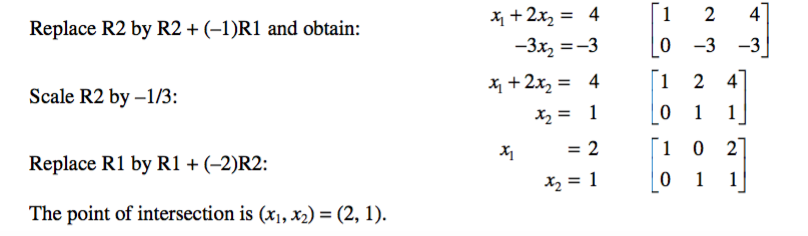 Replace R2 by R2 + (–1)R1 and obtain:
x₁ + 2x₂ = 4
–3x₂ = –3
[1 2 4]
[0 –3 –3]
Scale R2 by –1/3:
x₁ + 2x₂ = 4
x₂ = 1
[1 2 4]
[0 1 1]
Replace R1 by R1 + (–2)R2:
x₁ = 2
x₂ = 1
[1 0 2]
[0 1 1]
The point of intersection is (x₁, x₂) = (2, 1).